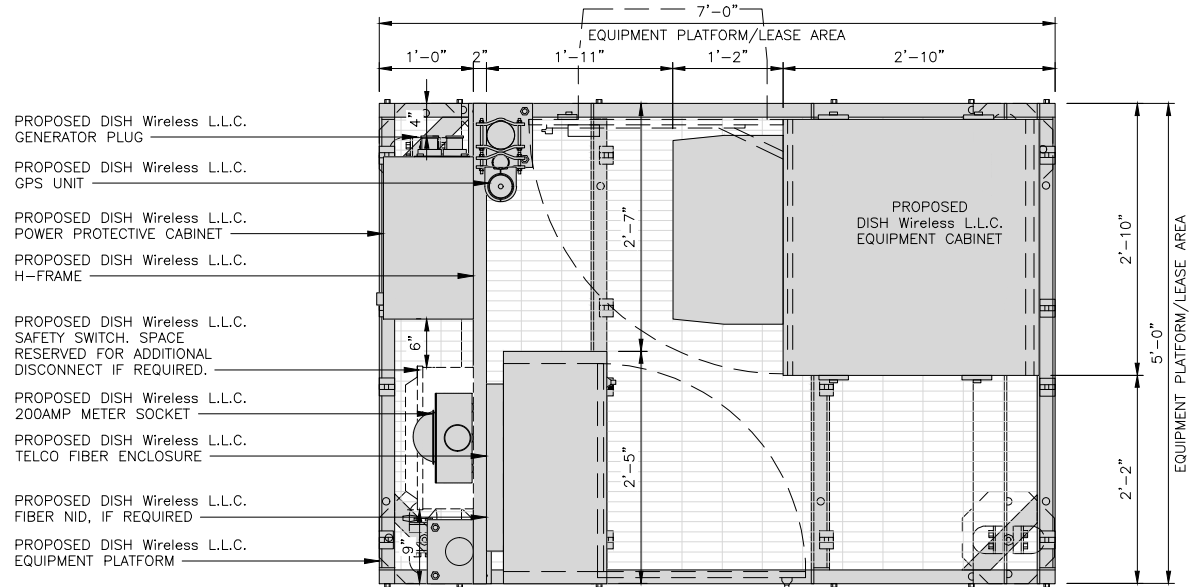 7'-0"
EQUIPMENT PLATFORM/LEASE AREA
1'-0"
2"
1'-11"
1'-2"
2'-10"
4"
PROPOSED DISH Wireless L.L.C.
GENERATOR PLUG
PROPOSED DISH Wireless L.L.C.
GPS UNIT
PROPOSED DISH Wireless L.L.C.
POWER PROTECTIVE CABINET
PROPOSED DISH Wireless L.L.C.
H-FRAME
PROPOSED DISH Wireless L.L.C.
SAFETY SWITCH. SPACE
RESERVED FOR ADDITIONAL
DISCONNECT IF REQUIRED.
PROPOSED DISH Wireless L.L.C.
200AMP METER SOCKET
PROPOSED DISH Wireless L.L.C.
TELCO FIBER ENCLOSURE
PROPOSED DISH Wireless L.L.C.
FIBER NID, IF REQUIRED
PROPOSED DISH Wireless L.L.C.
EQUIPMENT PLATFORM
6"
9"
2'-7"
2'-5"
PROPOSED
DISH Wireless L.L.C.
EQUIPMENT CABINET
2'-10"
2'-2"
5'-0"
EQUIPMENT PLATFORM/LEASE AREA